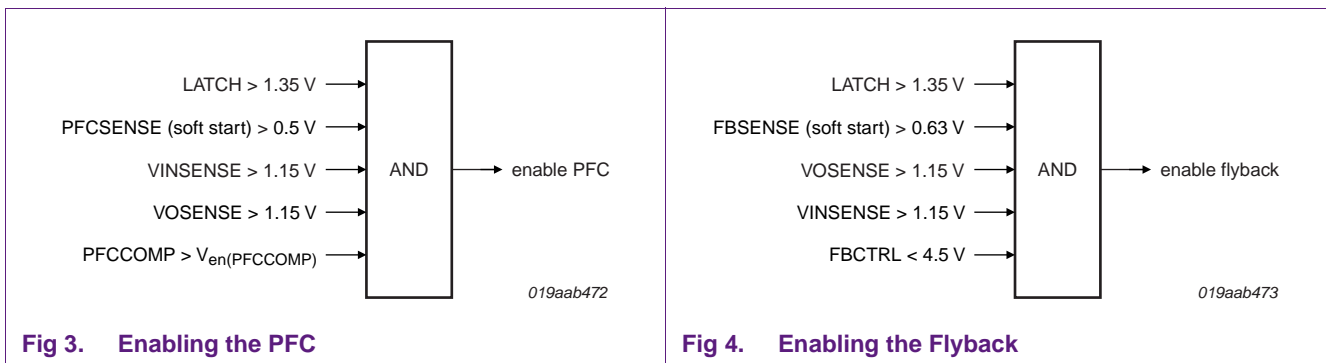 LATCH > 1.35 V
PFCSENSE (soft start) > 0.5 V
VINSENSE > 1.15 V
VOSENSE > 1.15 V
PFCCOMP > Ven(PFCCOMP)
AND
enable PFC
019aab472
Fig 3. Enabling the PFC
LATCH > 1.35 V
FBSENSE (soft start) > 0.63 V
VOSENSE > 1.15 V
VINSENSE > 1.15 V
FBCTRL < 4.5 V
AND
enable flyback
019aab473
Fig 4. Enabling the Flyback